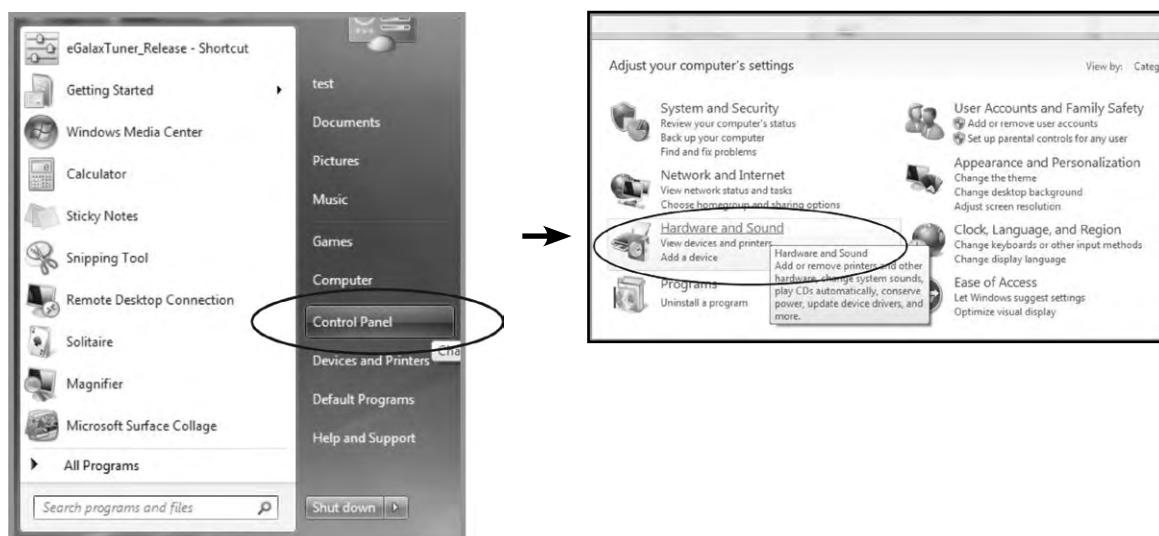 eGalaxTuner_Release - Shortcut
Getting Started
Windows Media Center
Calculator
Sticky Notes
Snipping Tool
Remote Desktop Connection
Solitaire
Magnifier
Microsoft Surface Collage
All Programs
Search programs and files
test
Documents
Pictures
Music
Games
Computer
Control Panel
Cha
Devices and Printers
Default Programs
Help and Support
Shut down
Adjust your computer's settings
View by: Categ
System and Security
Review your computer's status
Back up your computer
Find and fix problems
Network and Internet
View network status and tasks
Choose homegroup and sharing options
Hardware and Sound
View devices and printers
Add a device
Programs
Uninstall a program
Hardware and Sound
Add or remove printers and other
hardware, change system sounds,
play CDs automatically, conserve
power, update device drivers, and
more.
User Accounts and Family Safety
Add or remove user accounts
Set up parental controls for any user
Appearance and Personalization
Change the theme
Change desktop background
Adjust screen resolution
Clock, Language, and Region
Change keyboards or other input methods
Change display language
Ease of Access
Let Windows suggest settings
Optimize visual display